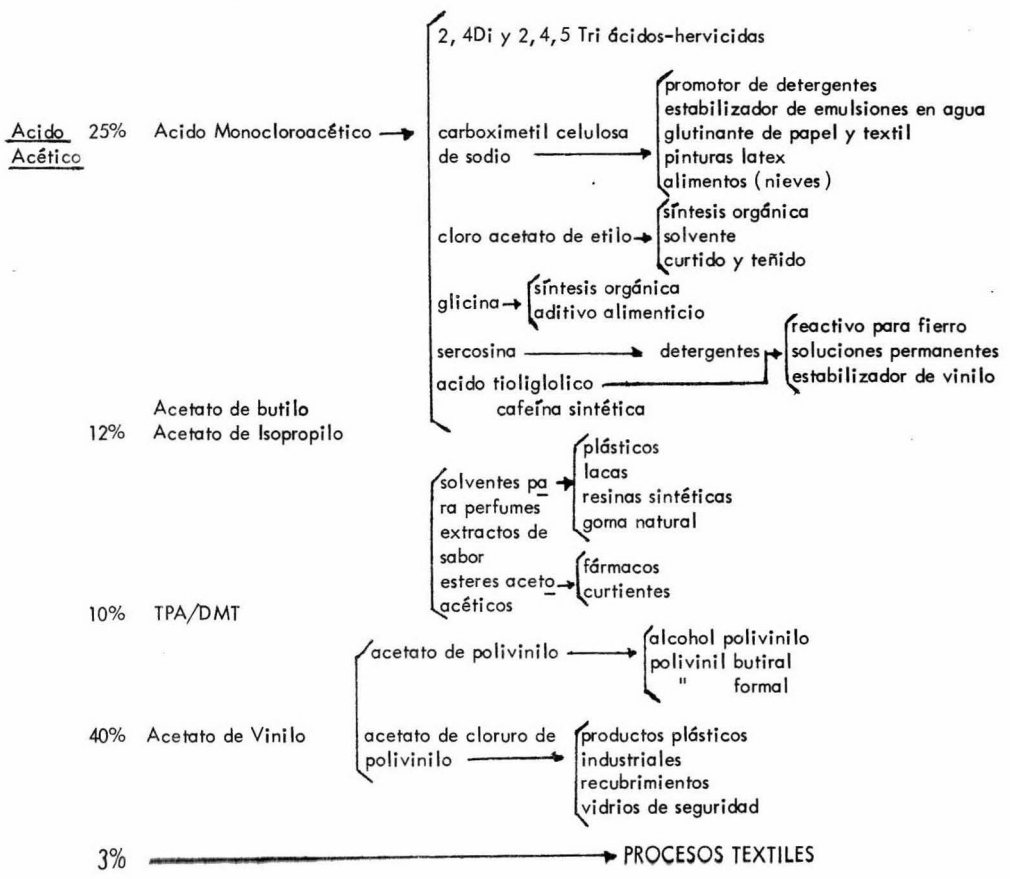 2, 4Di y 2,4,5 Tri ácidos-hervicidas
Acido Acético
25% Acido Monocloroacético
carboximetil celulosa
de sodio
promotor de detergentes
estabilizador de emulsiones en agua
glutinante de papel y textil
pinturas latex
alimentos (nieves)
cloro acetato de etilo
síntesis orgánica
solvente
curtido y teñido
glicina
síntesis orgánica
aditivo alimenticio
sercosina
detergentes
acido tioliglolico
reactivo para fierro
soluciones permanentes
estabilizador de vinilo
cafeína sintética
Acetato de butilo
12% Acetato de Isopropilo
solventes pa
ra perfumes
extractos de
sabor
plásticos
lacas
resinas sintéticas
goma natural
esteres aceto
acéticos
fármacos
curtientes
10% TPA/DMT
40% Acetato de Vinilo
acetato de polivinilo
alcohol polivinilo
polivinil butiral
" formal
acetato de cloruro de
polivinilo
productos plásticos
industriales
recubrimientos
vidrios de seguridad
3% PROCESOS TEXTILES